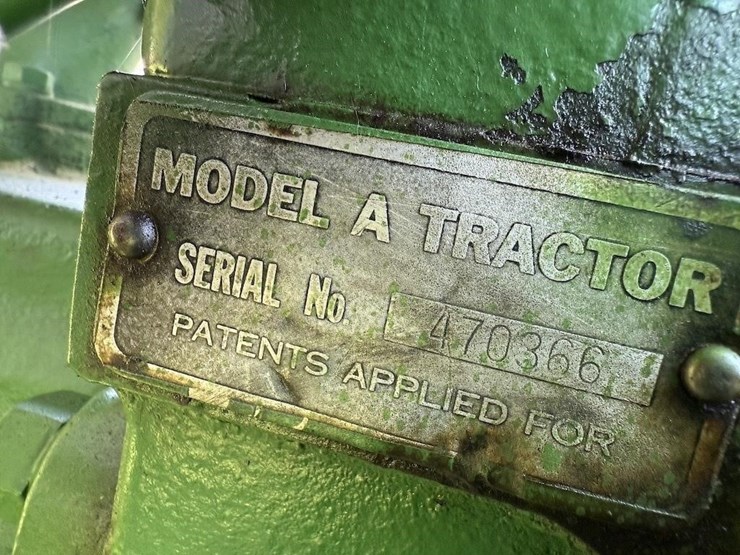 MODEL A TRACTOR
SERIAL No. 470366
PATENTS APPLIED FOR